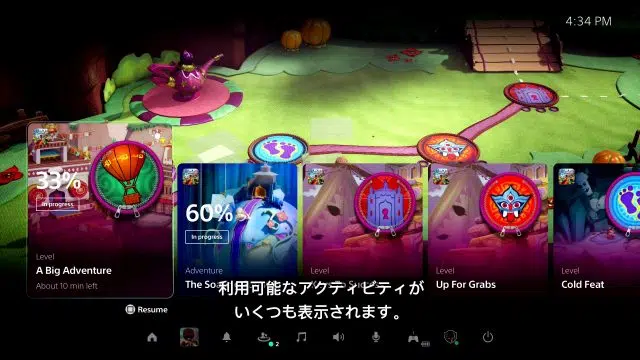 4:34 PM
33%
In progress
Level
A Big Adventure
About 10 min left
60%
In progress
Adventure
The Soa
Level
Level
Up For Grabs
Cold Feat
利用可能なアクティビティが
いくつも表示されます。
Resume
2